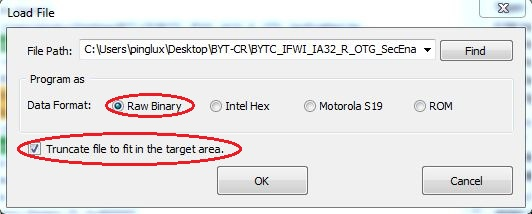 Load File
File Path: C:\Users\pinglux\Desktop\BYT-CR\BYTC_IFWI_IA32_R_OTG_SecEna Find
Program as
Data Format: Raw Binary Intel Hex Motorola S19 ROM
Truncate file to fit in the target area.
OK Cancel